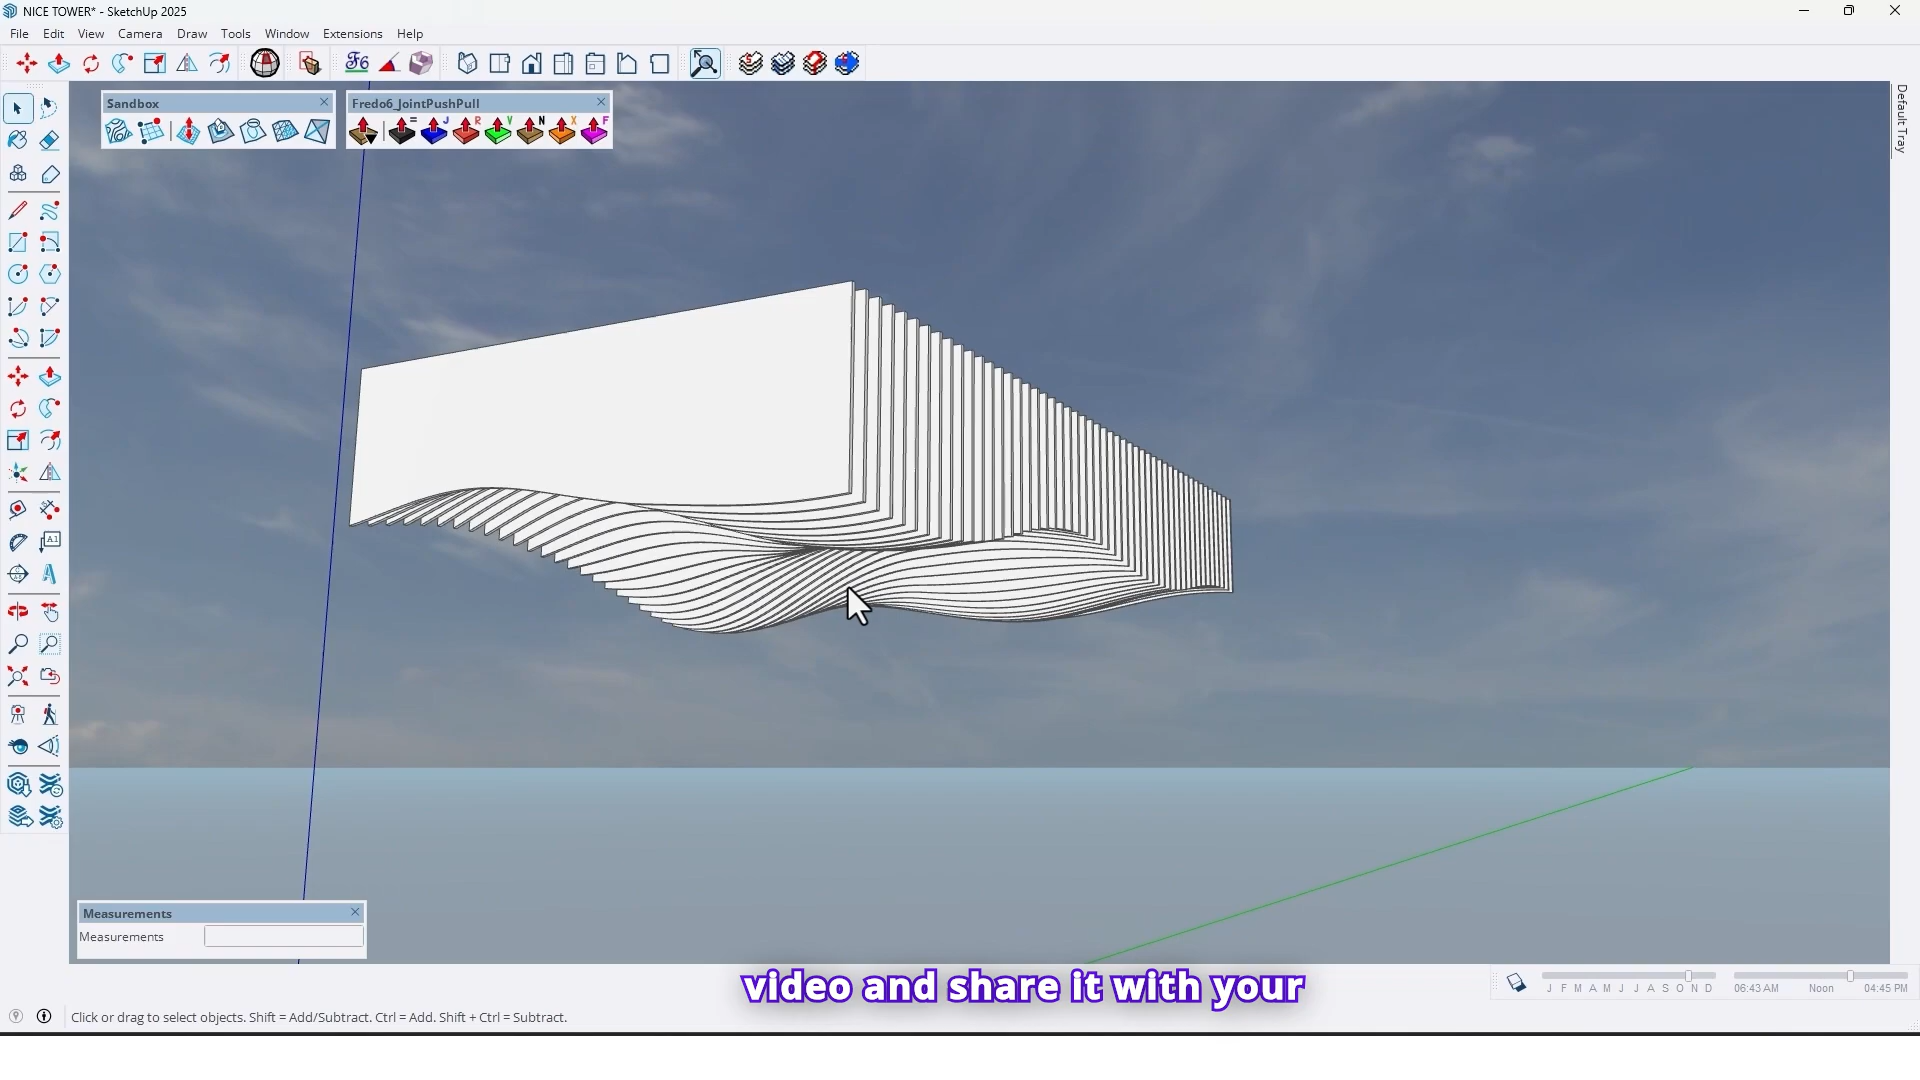 NICE TOWER* - SketchUp 2025
File Edit View Camera Draw Tools Window Extensions Help
Sandbox
Fredo6_JointPushPull
Default Tray
Measurements
Measurements
video and share it with your
J F M A M J J A S O N D 06:43 AM Noon 04:45 PM
Click or drag to select objects. Shift = Add/Subtract. Ctrl = Add. Shift + Ctrl = Subtract.